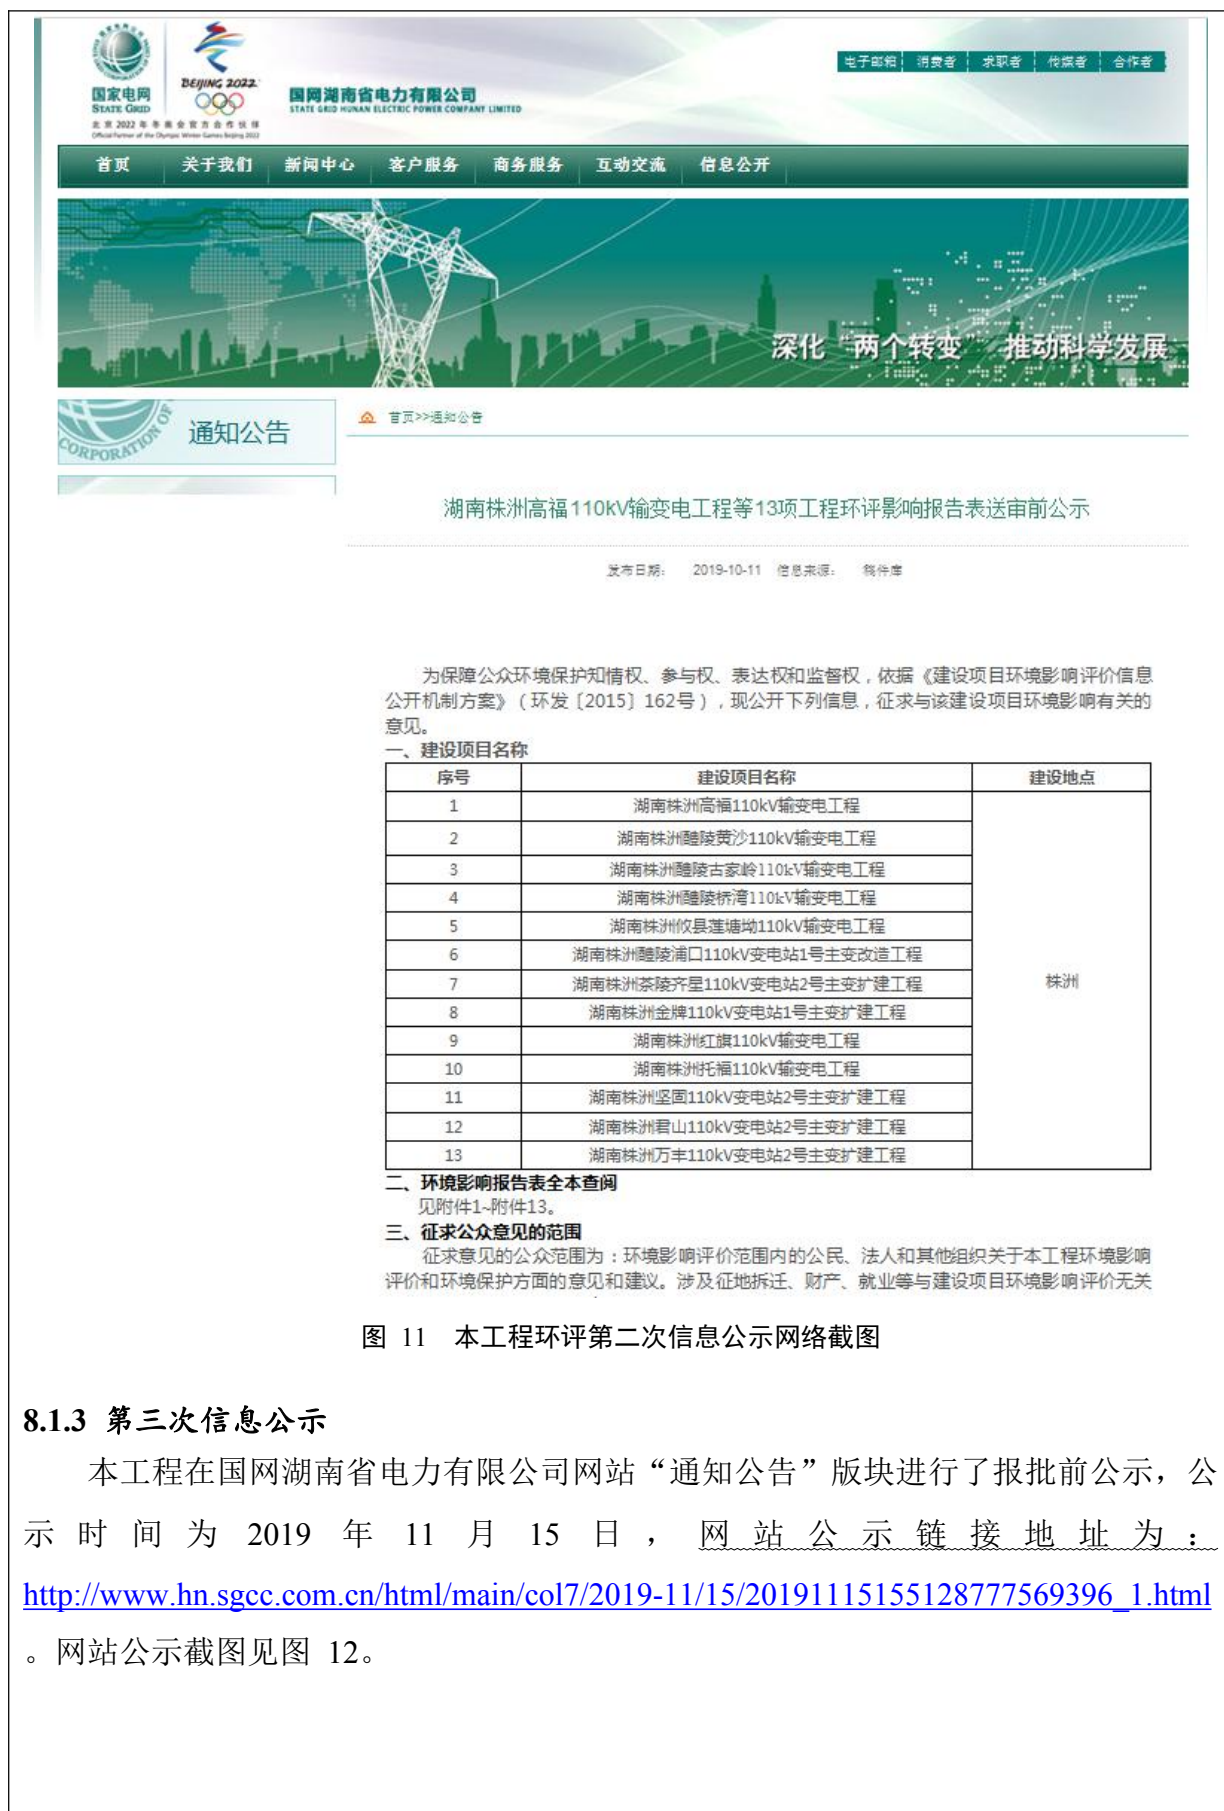 国家电网
STATE GRID
BEIJING 2022
北京2022年冬奥会官方合作伙伴
Official Partner of the Olympic Winter Games Beijing 2022
国网湖南省电力有限公司
STATE GRID HUNAN ELECTRIC POWER COMPANY LIMITED
电子邮箱 消费者 求职者 传媒者 合作者
首页 关于我们 新闻中心 客户服务 商务服务 互动交流 信息公开
深化“两个转变” 推动科学发展
CORPORATION OF
通知公告
首页>>通知公告
湖南株洲高福110kV输变电工程等13项工程环评影响报告表送审前公示
发布日期: 2019-10-11 信息来源: 稿件库
为保障公众环境保护知情权、参与权、表达权和监督权，依据《建设项目环境影响评价信息
公开机制方案》（环发〔2015〕162号），现公开下列信息，征求与该建设项目环境影响有关的
意见。
一、建设项目名称
序号 建设项目名称 建设地点
1 湖南株洲高福110kV输变电工程
2 湖南株洲醴陵黄沙110kV输变电工程
3 湖南株洲醴陵古家岭110kV输变电工程
4 湖南株洲醴陵桥湾110kV输变电工程
5 湖南株洲攸县莲塘坳110kV输变电工程
6 湖南株洲醴陵浦口110kV变电站1号主变改造工程
7 湖南株洲茶陵齐星110kV变电站2号主变扩建工程 株洲
8 湖南株洲金牌110kV变电站1号主变扩建工程
9 湖南株洲红旗110kV输变电工程
10 湖南株洲托福110kV输变电工程
11 湖南株洲坚固110kV变电站2号主变扩建工程
12 湖南株洲君山110kV变电站2号主变扩建工程
13 湖南株洲万丰110kV变电站2号主变扩建工程
二、环境影响报告表全本查阅
见附件1~附件13。
三、征求公众意见的范围
征求意见的公众范围为：环境影响评价范围内的公民、法人和其他组织关于本工程环境影响
评价和环境保护方面的意见和建议。涉及征地拆迁、财产、就业等与建设项目环境影响评价无关
图 11 本工程环评第二次信息公示网络截图
8.1.3 第三次信息公示
本工程在国网湖南省电力有限公司网站“通知公告”版块进行了报批前公示，公
示时间为 2019 年 11 月 15 日，网站公示链接地址为：
http://www.hn.sgcc.com.cn/html/main/col7/2019-11/15/20191115155128777569396_1.html
。网站公示截图见图 12。